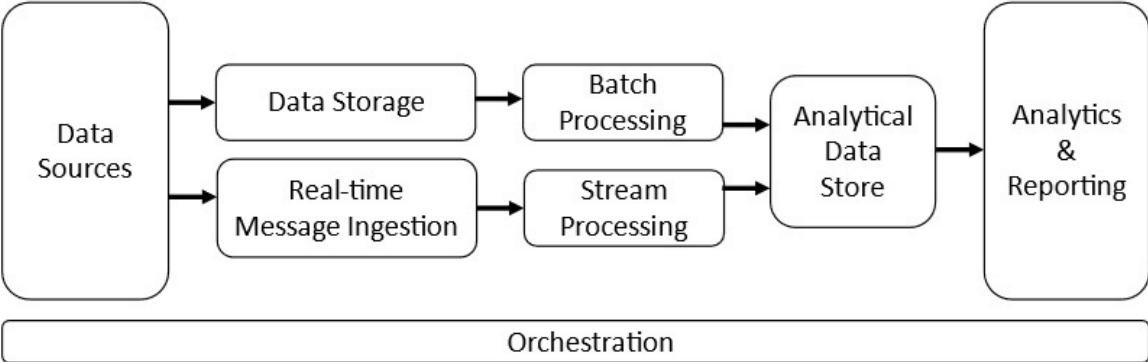 Data
Sources
Data Storage
Real-time
Message Ingestion
Batch
Processing
Stream
Processing
Analytical
Data
Store
Analytics
&
Reporting
Orchestration